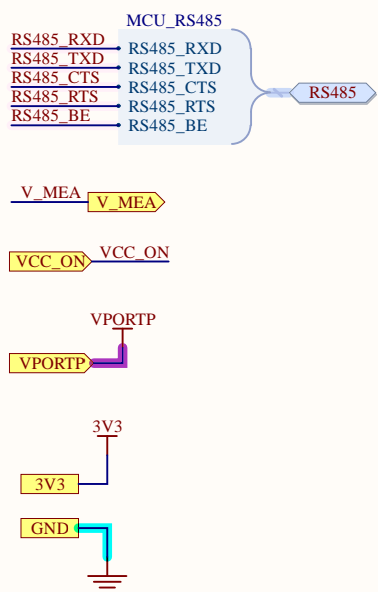 MCU_RS485
RS485_RXD RS485_RXD
RS485_TXD RS485_TXD
RS485_CTS RS485_CTS
RS485_RTS RS485_RTS
RS485_BE RS485_BE
RS485
V_MEA V_MEA
VCC_ON VCC_ON
VPORTP
VPORTP
3V3
3V3
GND